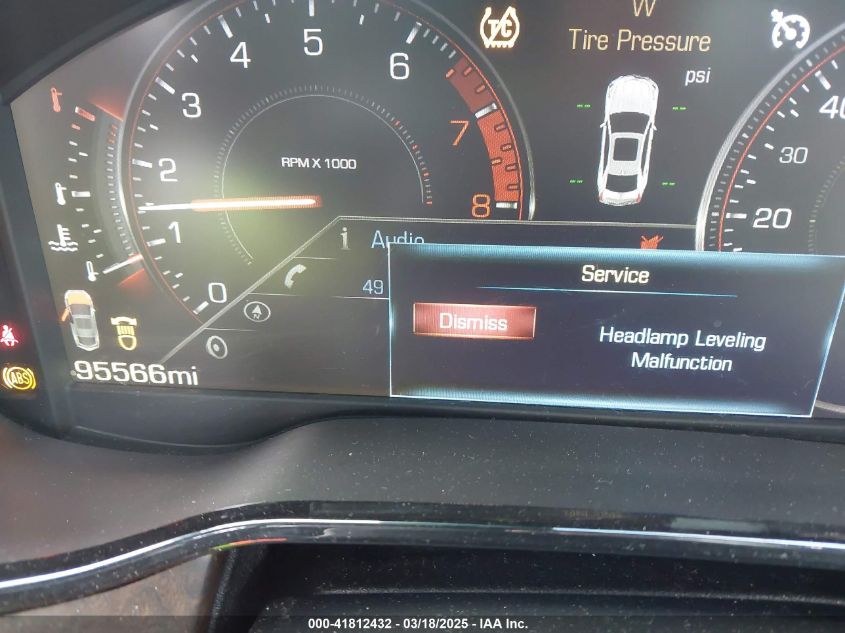 W
Tire Pressure
psi
T/C
0
1
2
3
4
5
6
7
8
RPM X 1000
-- --
-- --
20
30
40
i Audio
49
N
ABS
95566mi
Service
Dismiss
Headlamp Leveling
Malfunction
000-41812432 — 03/18/2025 — IAA Inc.